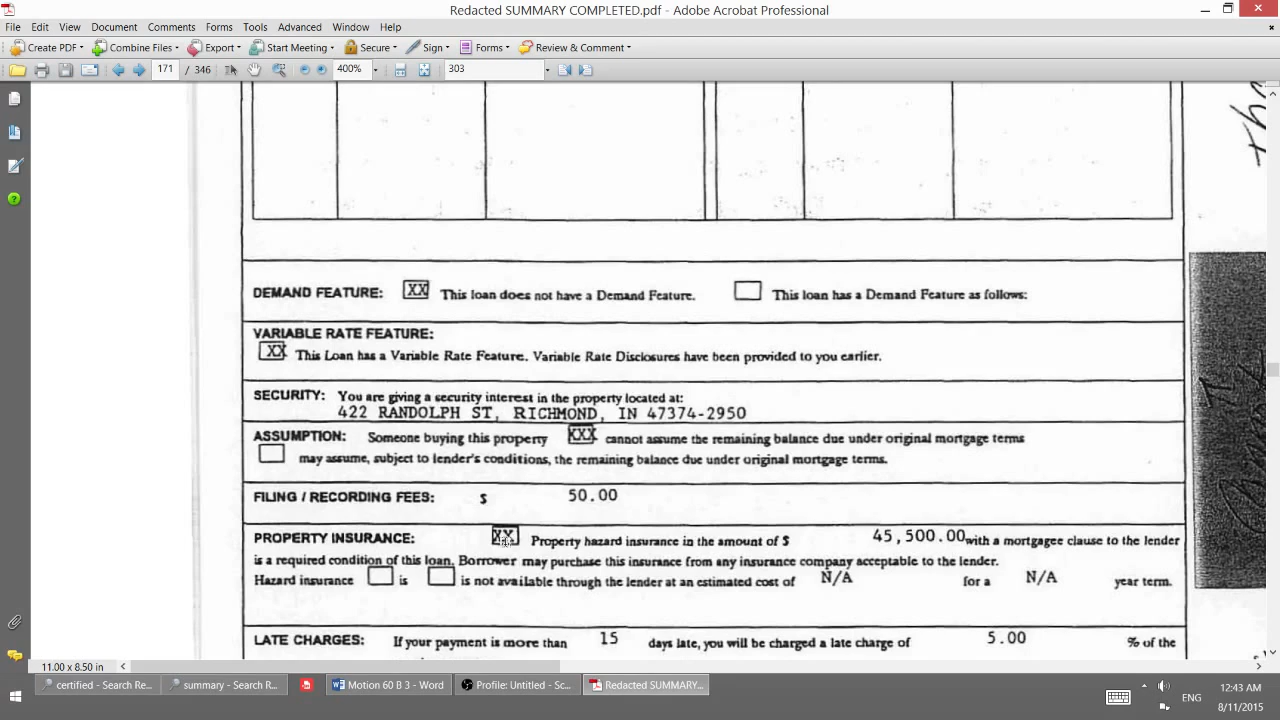 Redacted SUMMARY COMPLETED.pdf - Adobe Acrobat Professional
File Edit View Document Comments Forms Tools Advanced Window Help
Create PDF Combine Files Export Start Meeting Secure Sign Forms Review & Comment
171 / 346 400% 303
DEMAND FEATURE: XX This loan does not have a Demand Feature. This loan has a Demand Feature as follows:
VARIABLE RATE FEATURE:
XX This Loan has a Variable Rate Feature. Variable Rate Disclosures have been provided to you earlier.
SECURITY: You are giving a security interest in the property located at:
422 RANDOLPH ST, RICHMOND, IN 47374-2950
ASSUMPTION: Someone buying this property XXX cannot assume the remaining balance due under original mortgage terms
may assume, subject to lender's conditions, the remaining balance due under original mortgage terms.
FILING / RECORDING FEES: $ 50.00
PROPERTY INSURANCE: XX Property hazard insurance in the amount of $ 45,500.00 with a mortgagee clause to the lender
is a required condition of this loan. Borrower may purchase this insurance from any insurance company acceptable to the lender.
Hazard insurance is is not available through the lender at an estimated cost of N/A for a N/A year term.
LATE CHARGES: If your payment is more than 15 days late, you will be charged a late charge of 5.00 % of the
11.00 x 8.50 in
certified - Search Re... summary - Search R... Motion 60 B 3 - Word Profile: Untitled - Sc... Redacted SUMMARY... ENG 12:43 AM
8/11/2015